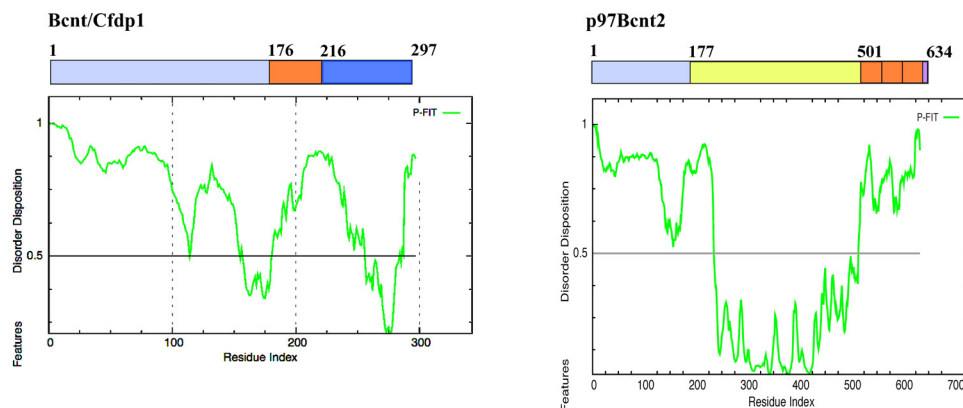 Bcnt/Cfdp1
1 176 216 297
P-FIT
1
0.5
Disorder Disposition
Features
100 200 300
Residue Index
p97Bcnt2
1 177 501 634
P-FIT
1
0.5
Disorder Disposition
Features
0 100 200 300 400 500 600 700
Residue Index